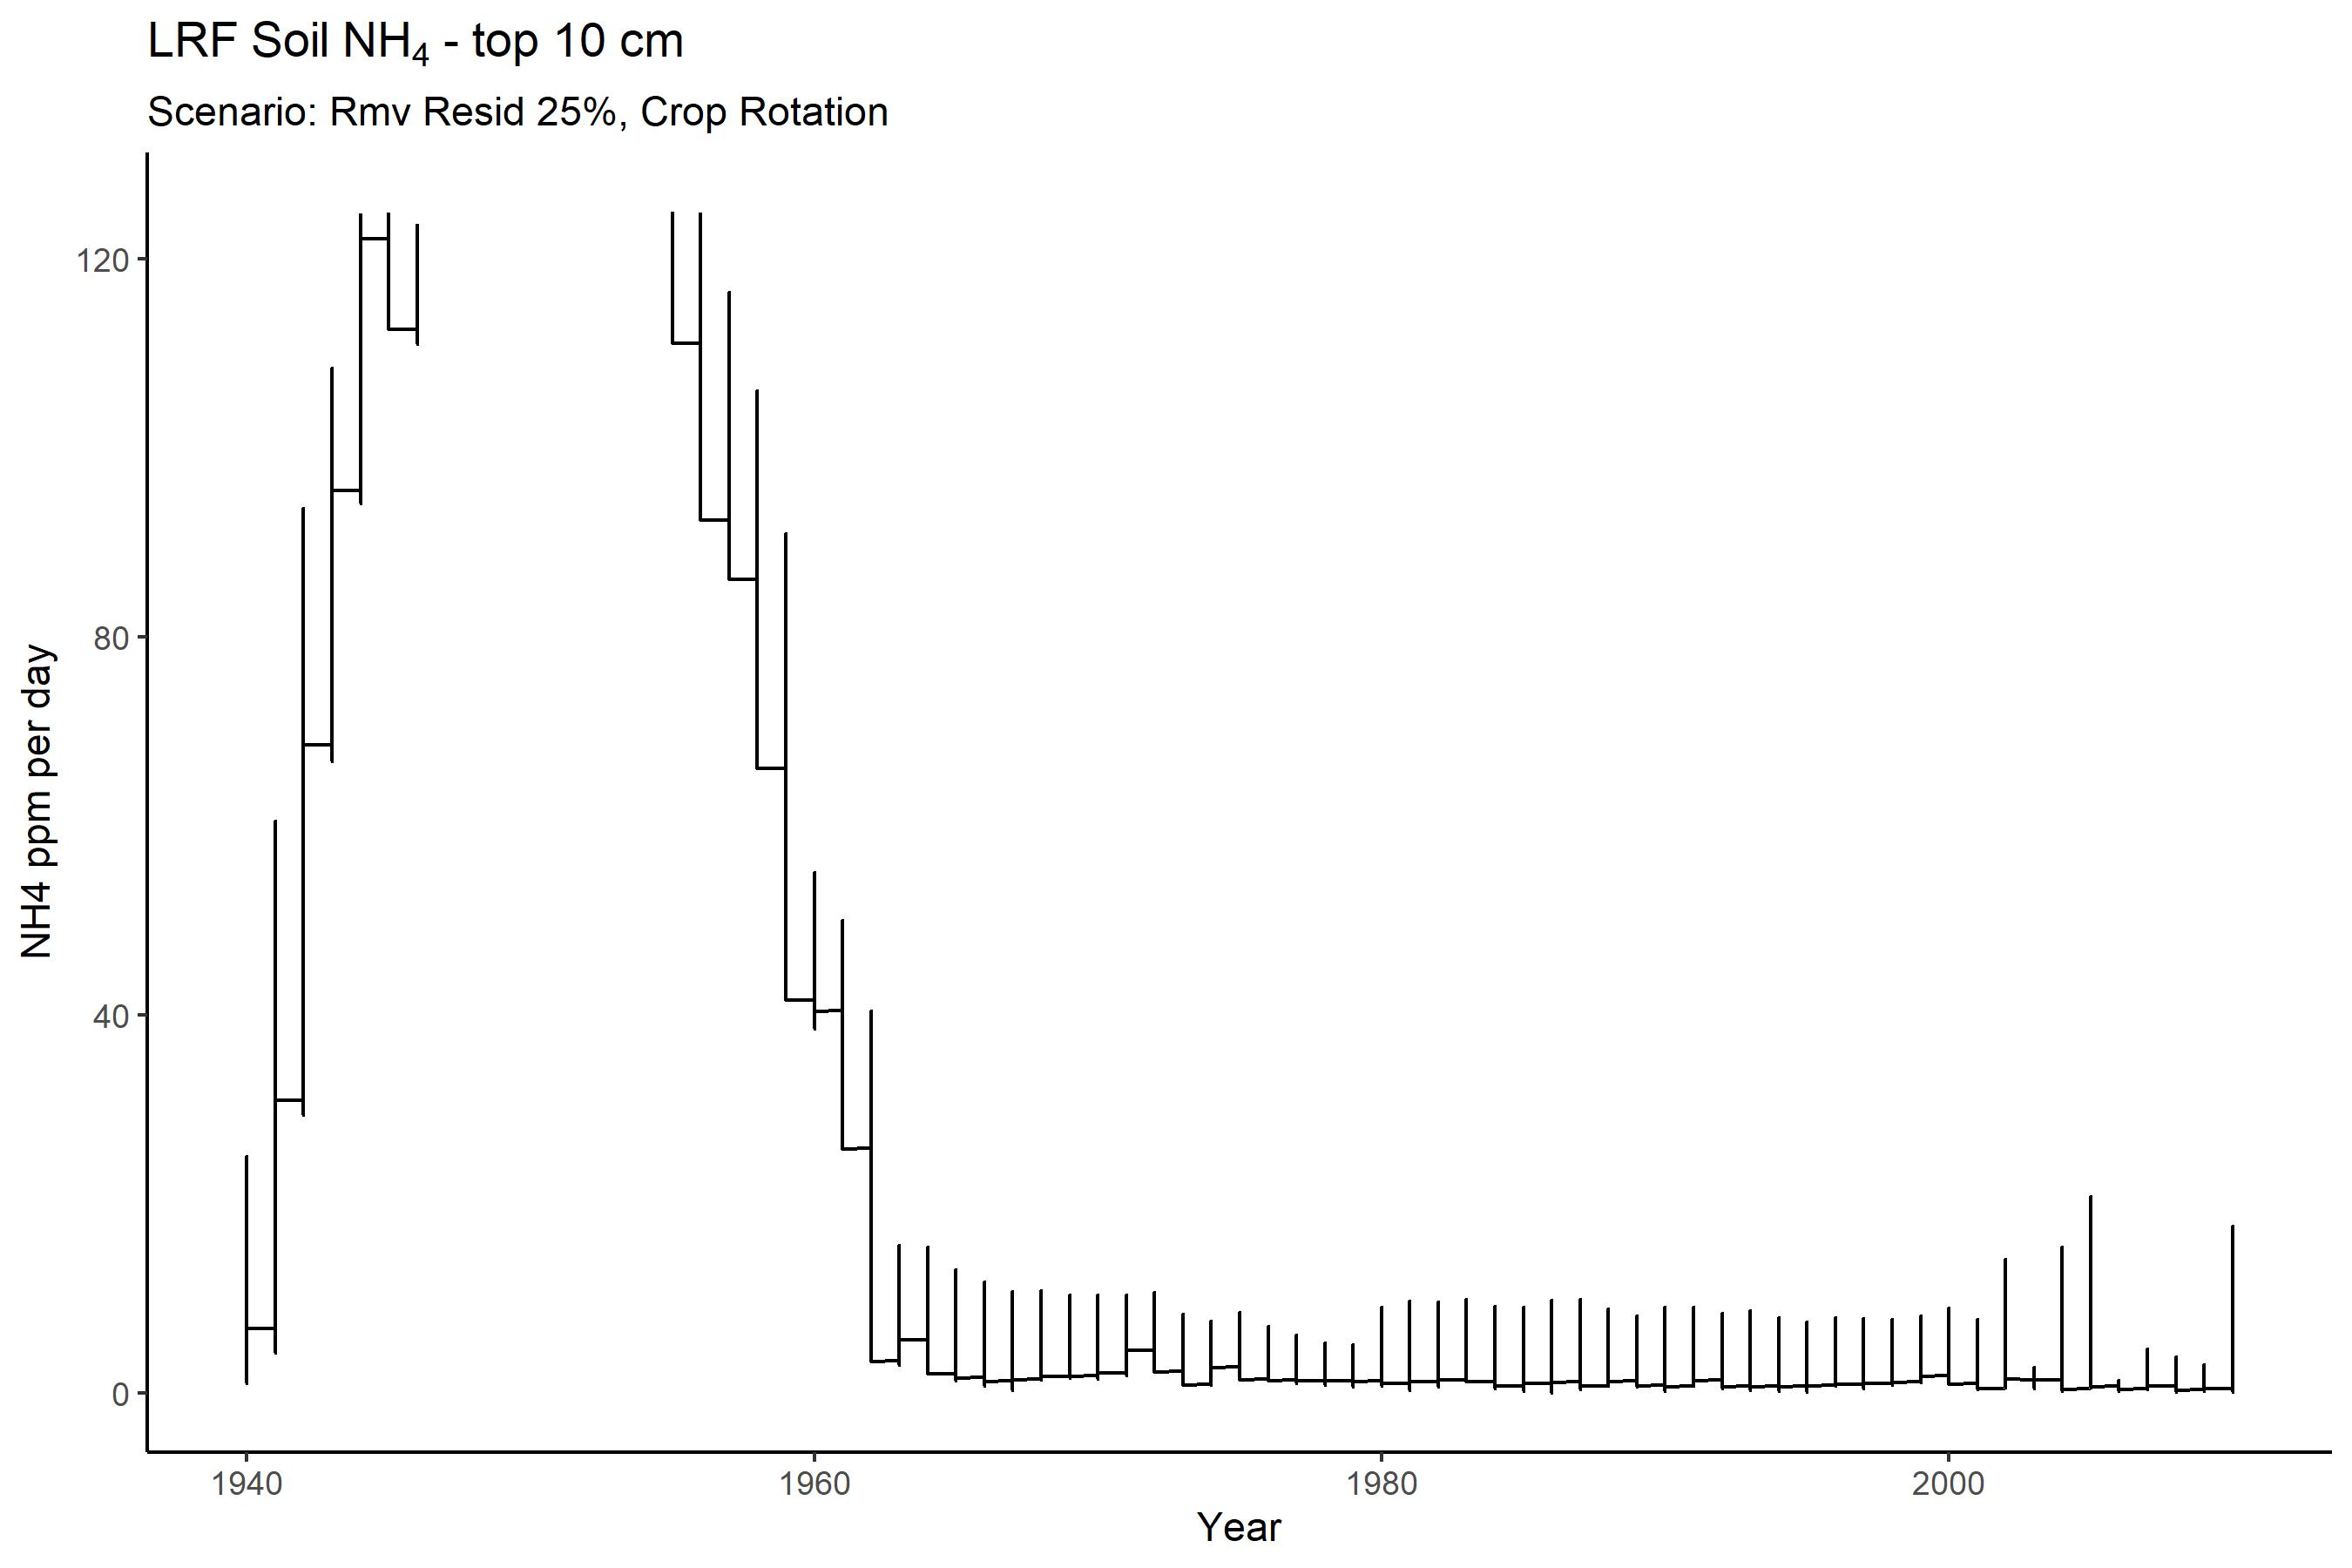 LRF Soil NH₄ - top 10 cm
Scenario: Rmv Resid 25%, Crop Rotation
NH4 ppm per day
120
80
40
0
1940 1960 1980 2000
Year